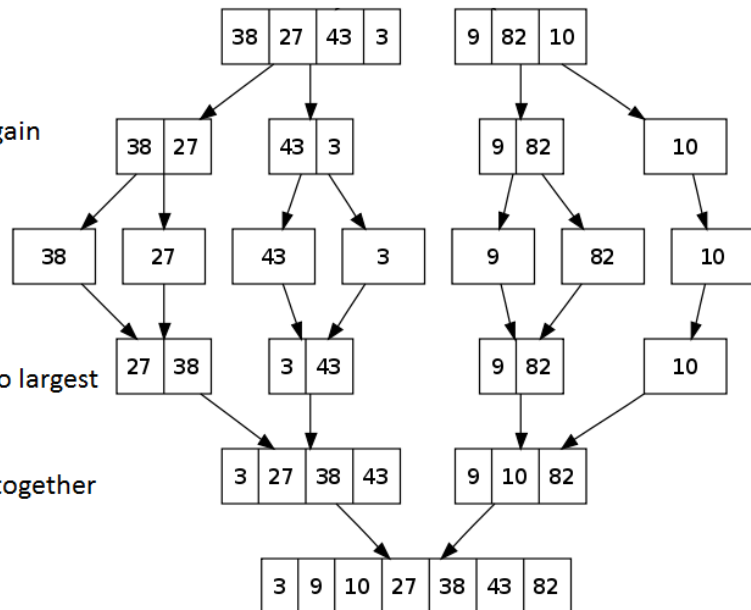 38 27 43 3 9 82 10
gain
38 27 43 3 9 82 10
38 27 43 3 9 82 10
27 38 3 43 9 82 10
o largest
3 27 38 43 9 10 82
together
3 9 10 27 38 43 82